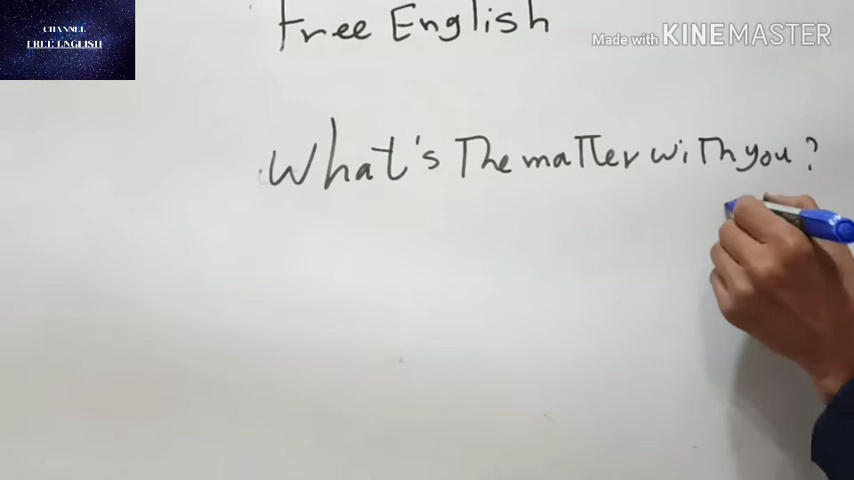 CHANNEL
FREE ENGLISH
Free English
Made with KINEMASTER
What's The matter with you?